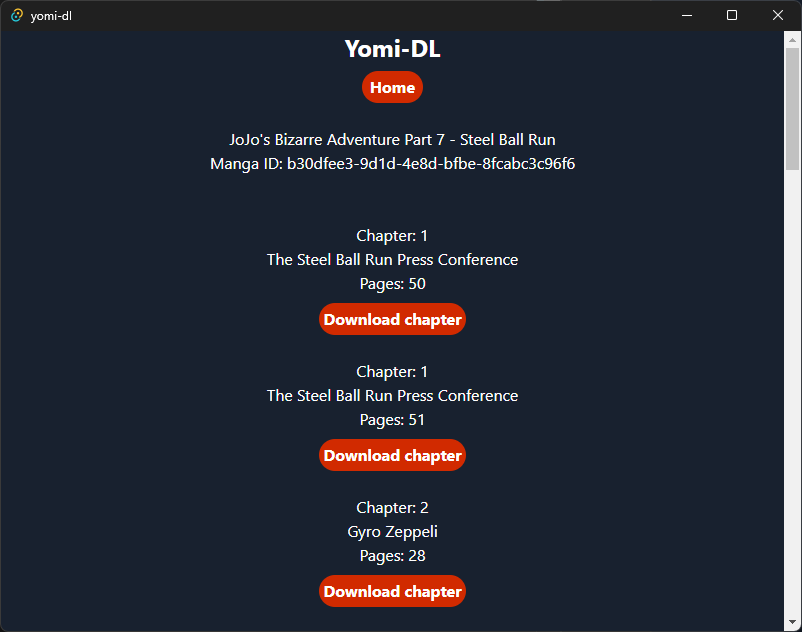 yomi-dl
Yomi-DL
Home
JoJo's Bizarre Adventure Part 7 - Steel Ball Run
Manga ID: b30dfee3-9d1d-4e8d-bfbe-8fcabc3c96f6
Chapter: 1
The Steel Ball Run Press Conference
Pages: 50
Download chapter
Chapter: 1
The Steel Ball Run Press Conference
Pages: 51
Download chapter
Chapter: 2
Gyro Zeppeli
Pages: 28
Download chapter